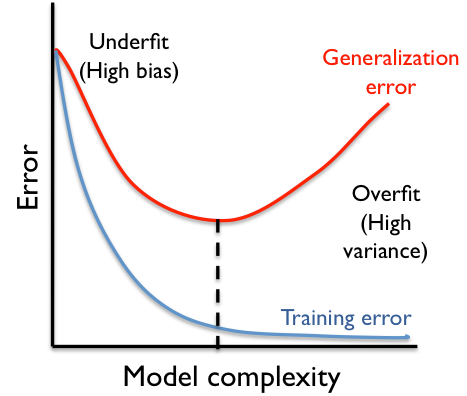 Underfit
(High bias)
Generalization
error
Error
Overfit
(High
variance)
Training error
Model complexity